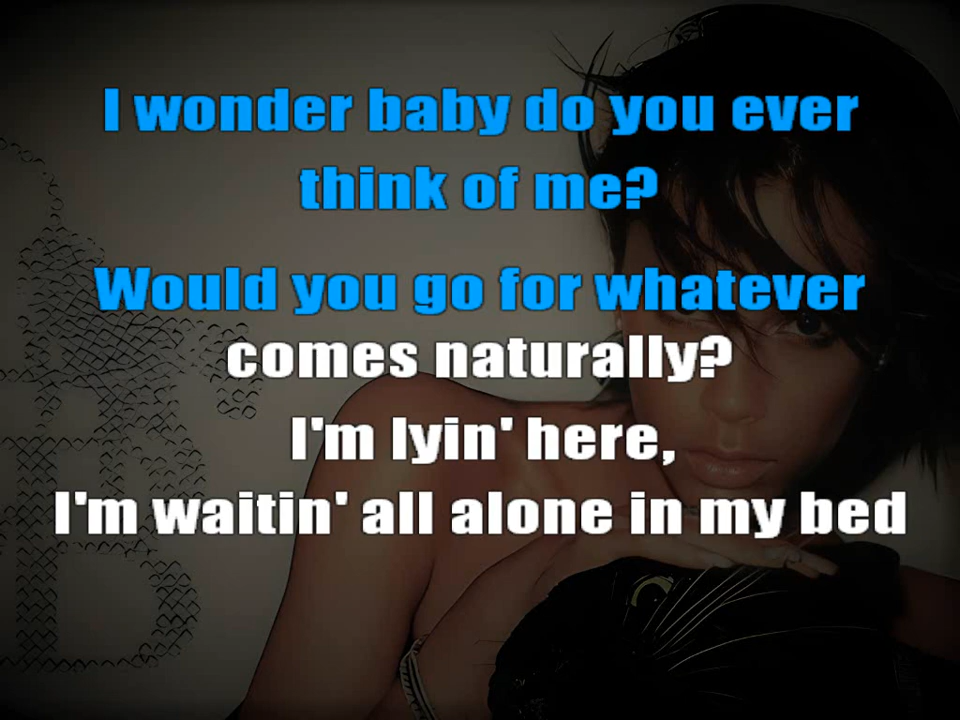 I wonder baby do you ever
think of me?
Would you go for whatever
comes naturally?
I'm lyin' here,
I'm waitin' all alone in my bed